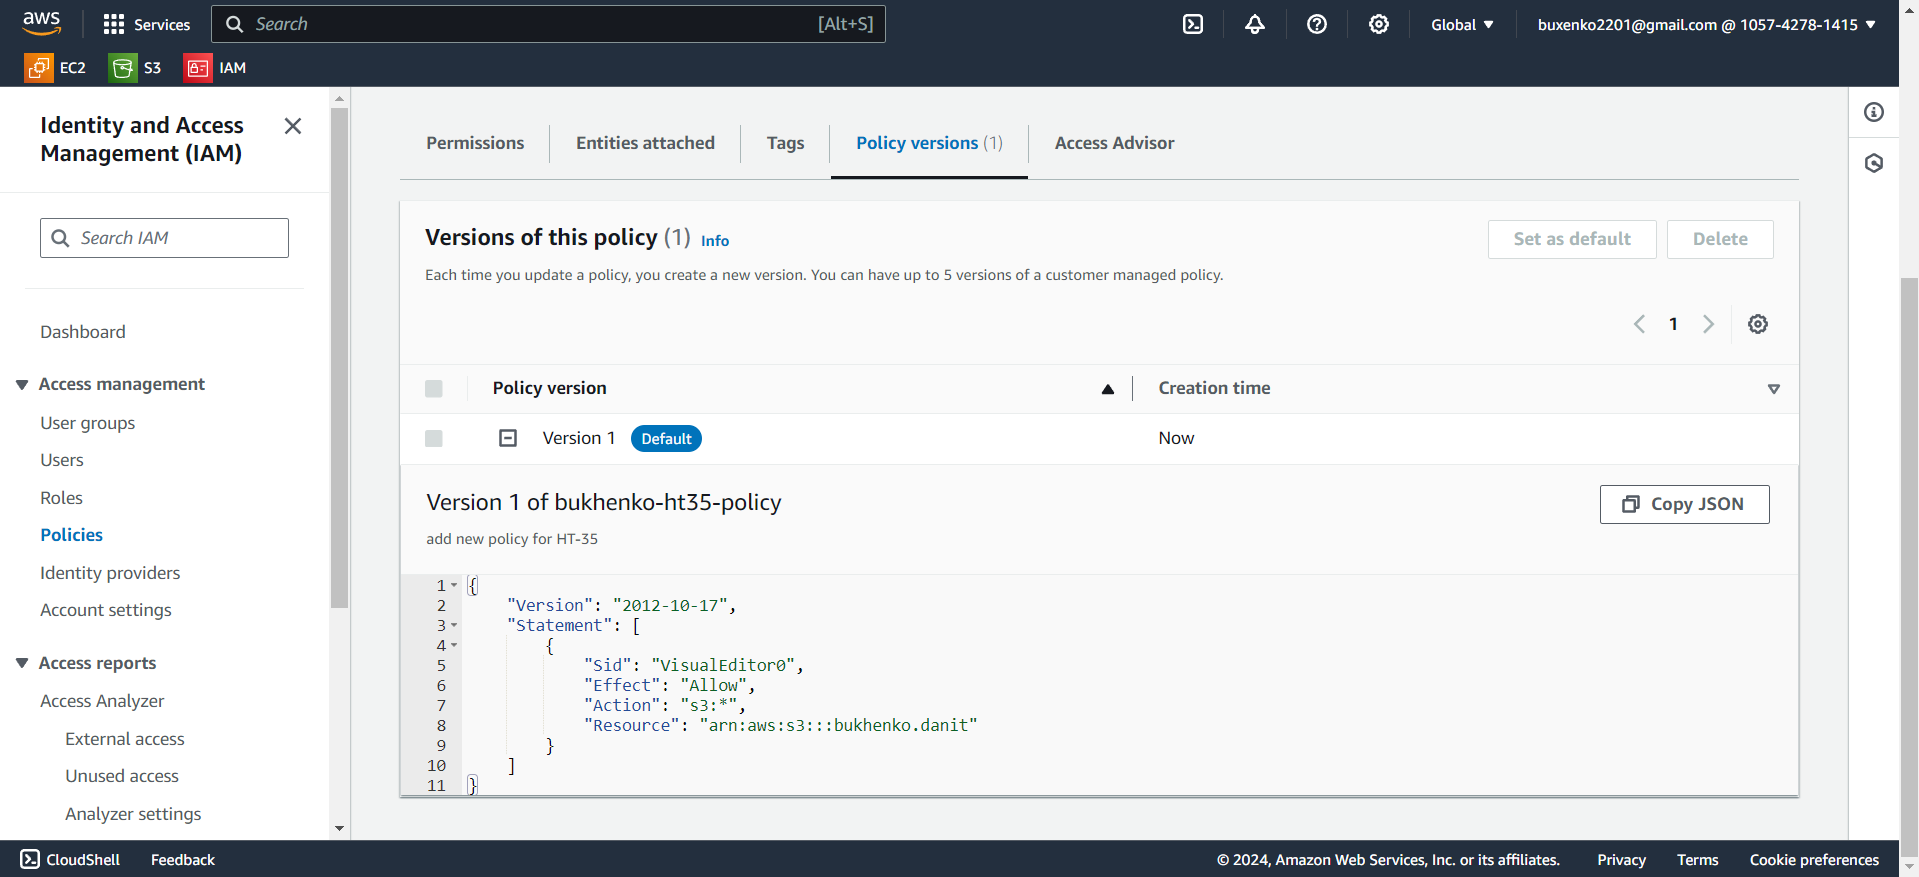 aws
Services
Search
[Alt+S]
Global
buxenko2201@gmail.com @ 1057-4278-1415
EC2
S3
IAM
Identity and Access
Management (IAM)
Search IAM
Dashboard
Access management
User groups
Users
Roles
Policies
Identity providers
Account settings
Access reports
Access Analyzer
External access
Unused access
Analyzer settings
Permissions
Entities attached
Tags
Policy versions (1)
Access Advisor
Versions of this policy (1) Info
Set as default
Delete
Each time you update a policy, you create a new version. You can have up to 5 versions of a customer managed policy.
1
Policy version
Creation time
Version 1 Default
Now
Version 1 of bukhenko-ht35-policy
Copy JSON
add new policy for HT-35
1 {
2 "Version": "2012-10-17",
3 "Statement": [
4 {
5 "Sid": "VisualEditor0",
6 "Effect": "Allow",
7 "Action": "s3:*",
8 "Resource": "arn:aws:s3:::bukhenko.danit"
9 }
10 ]
11 }
CloudShell
Feedback
© 2024, Amazon Web Services, Inc. or its affiliates.
Privacy
Terms
Cookie preferences